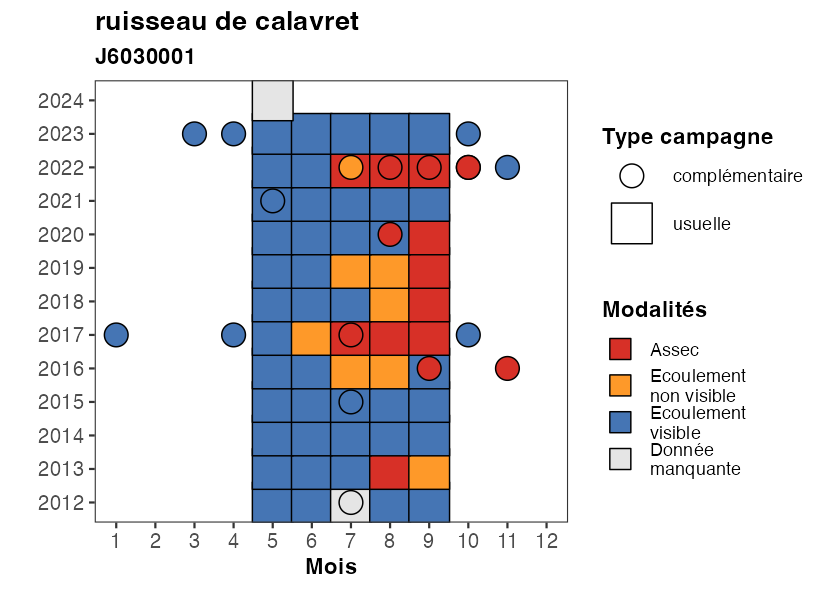 ruisseau de calavret
J6030001
2024
2023
2022
2021
2020
2019
2018
2017
2016
2015
2014
2013
2012
1 2 3 4 5 6 7 8 9 10 11 12
Mois
Type campagne
complémentaire
usuelle
Modalités
Assec
Ecoulement
non visible
Ecoulement
visible
Donnée
manquante